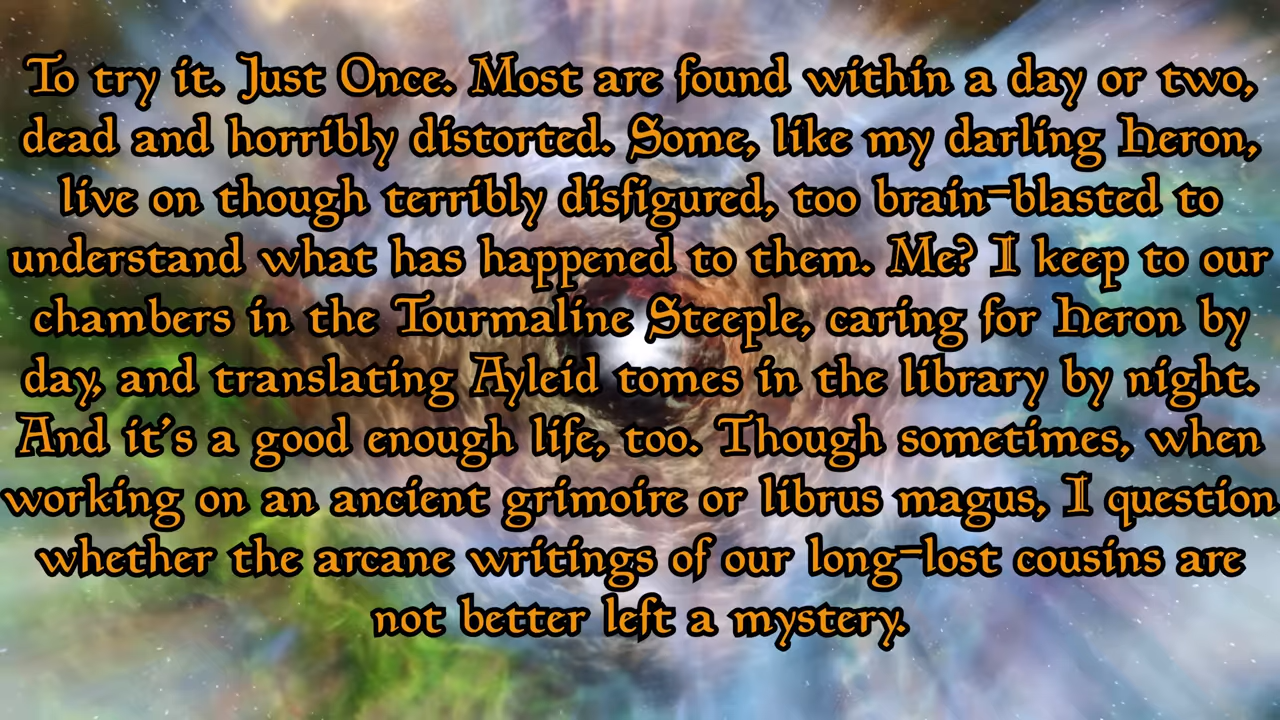 To try it. Just Once. Most are found within a day or two,
dead and horribly distorted. Some, like my darling Heron,
live on though terribly disfigured, too brain-blasted to
understand what has happened to them. Me? I keep to our
chambers in the Tourmaline Steeple, caring for Heron by
day, and translating Ayleid tomes in the library by night.
And it's a good enough life, too. Though sometimes, when
working on an ancient grimoire or librus magus, I question
whether the arcane writings of our long-lost cousins are
not better left a mystery.